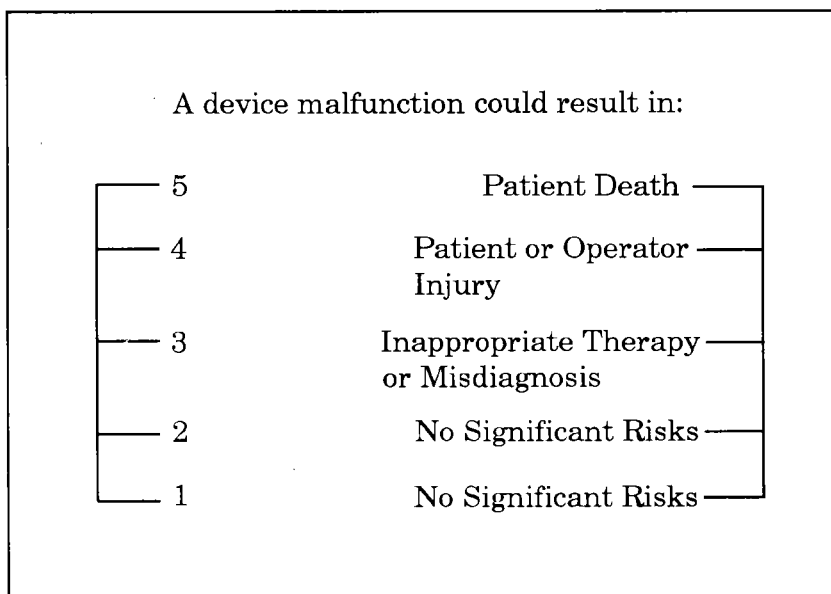 A device malfunction could result in:
5 Patient Death
4 Patient or Operator
Injury
3 Inappropriate Therapy
or Misdiagnosis
2 No Significant Risks
1 No Significant Risks